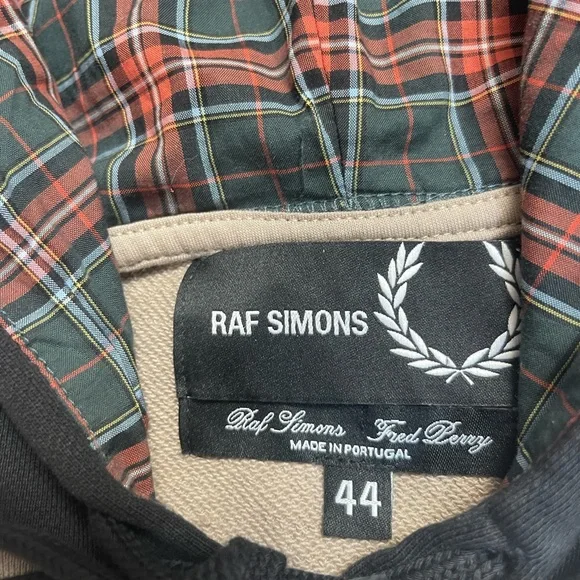 RAF SIMONS
Raf Simons Fred Perry
MADE IN PORTUGAL
44